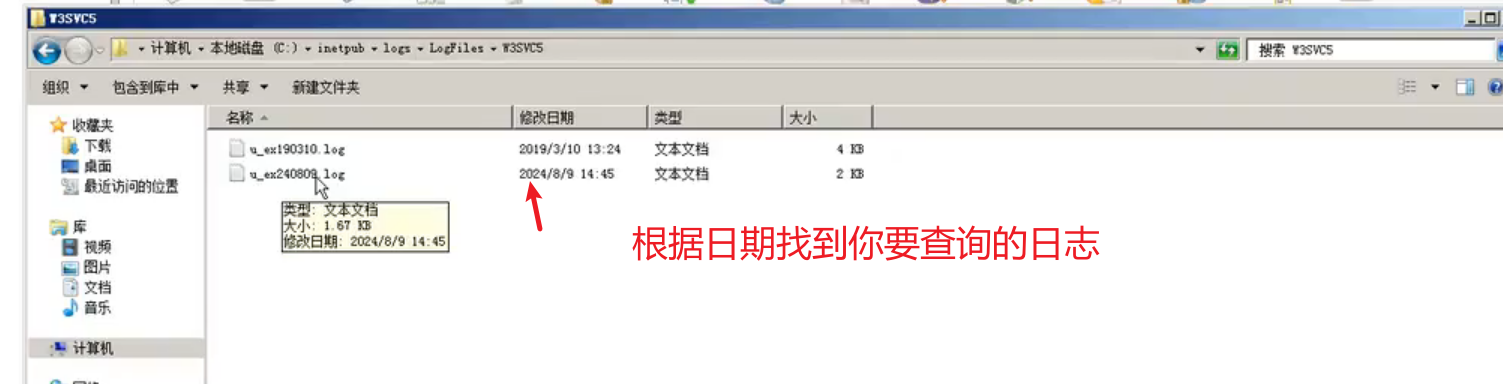 W3SVC5
计算机 本地磁盘 (C:) inetpub logs LogFiles W3SVC5
搜索 W3SVC5
组织 包含到库中 共享 新建文件夹
名称 修改日期 类型 大小
收藏夹
下载
桌面
最近访问的位置
库
视频
图片
文档
音乐
计算机
u_ex190310.log 2019/3/10 13:24 文本文档 4 KB
u_ex240809.log 2024/8/9 14:45 文本文档 2 KB
类型: 文本文档
大小: 1.67 KB
修改日期: 2024/8/9 14:45
根据日期找到你要查询的日志